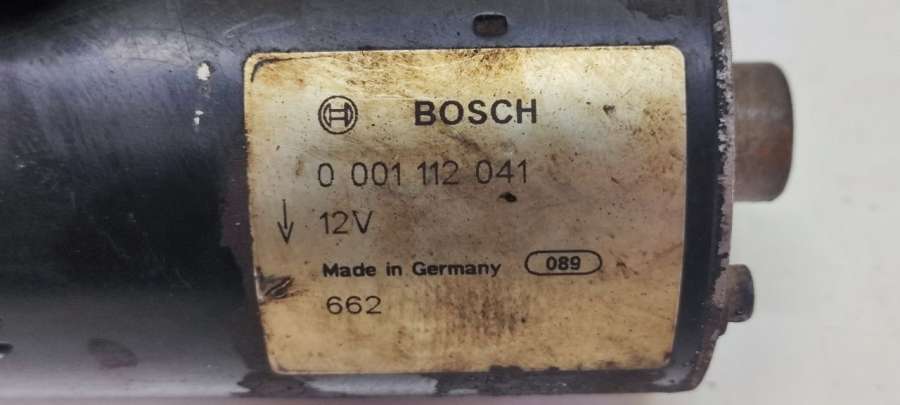 BOSCH
0 001 112 041
12V
Made in Germany 089
662